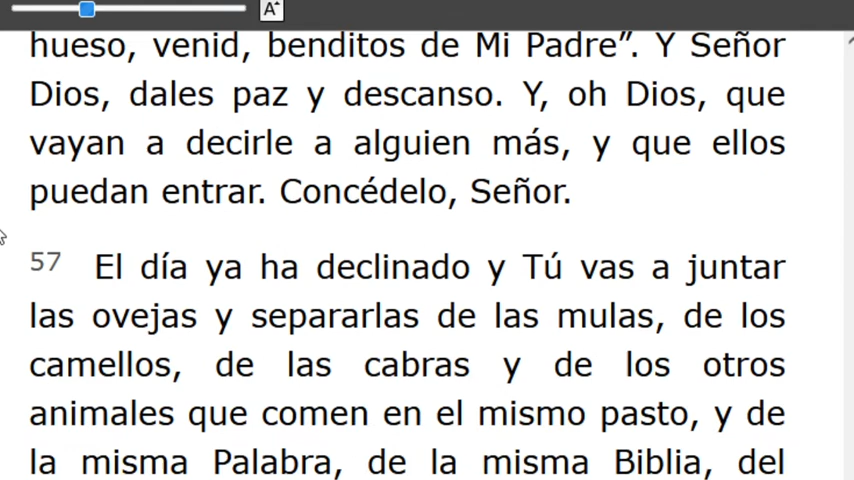 A
hueso, venid, benditos de Mi Padre”. Y Señor
Dios, dales paz y descanso. Y, oh Dios, que
vayan a decirle a alguien más, y que ellos
puedan entrar. Concédelo, Señor.
57 El día ya ha declinado y Tú vas a juntar
las ovejas y separarlas de las mulas, de los
camellos, de las cabras y de los otros
animales que comen en el mismo pasto, y de
la misma Palabra, de la misma Biblia, del